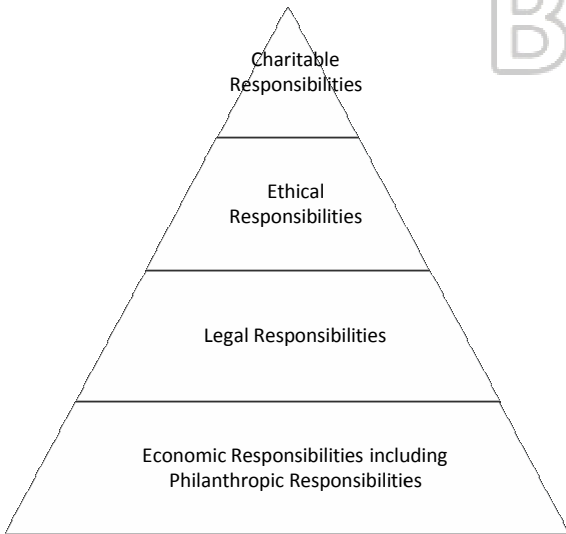 B
Charitable
Responsibilities
Ethical
Responsibilities
Legal Responsibilities
Economic Responsibilities including
Philanthropic Responsibilities